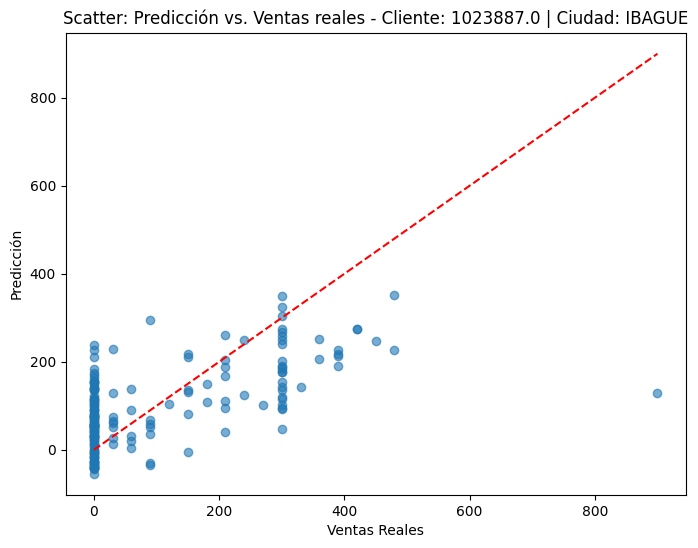 Scatter: Predicción vs. Ventas reales - Cliente: 1023887.0 | Ciudad: IBAGUE
Predicción
800
600
400
200
0
0 200 400 600 800
Ventas Reales